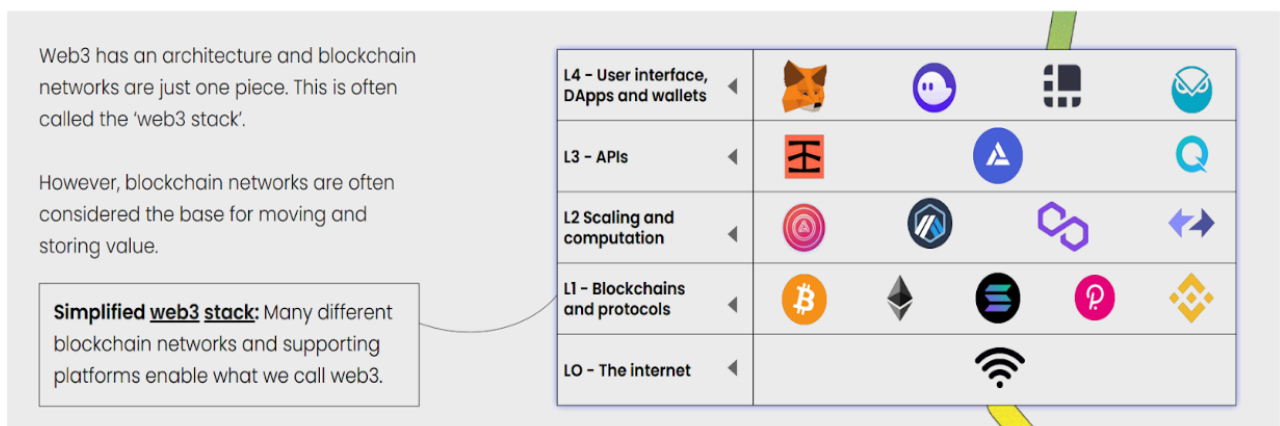 Web3 has an architecture and blockchain
networks are just one piece. This is often
called the ‘web3 stack’.
However, blockchain networks are often
considered the base for moving and
storing value.
Simplified web3 stack: Many different
blockchain networks and supporting
platforms enable what we call web3.
L4 - User interface,
DApps and wallets
L3 - APIs
L2 Scaling and
computation
L1 - Blockchains
and protocols
LO - The internet